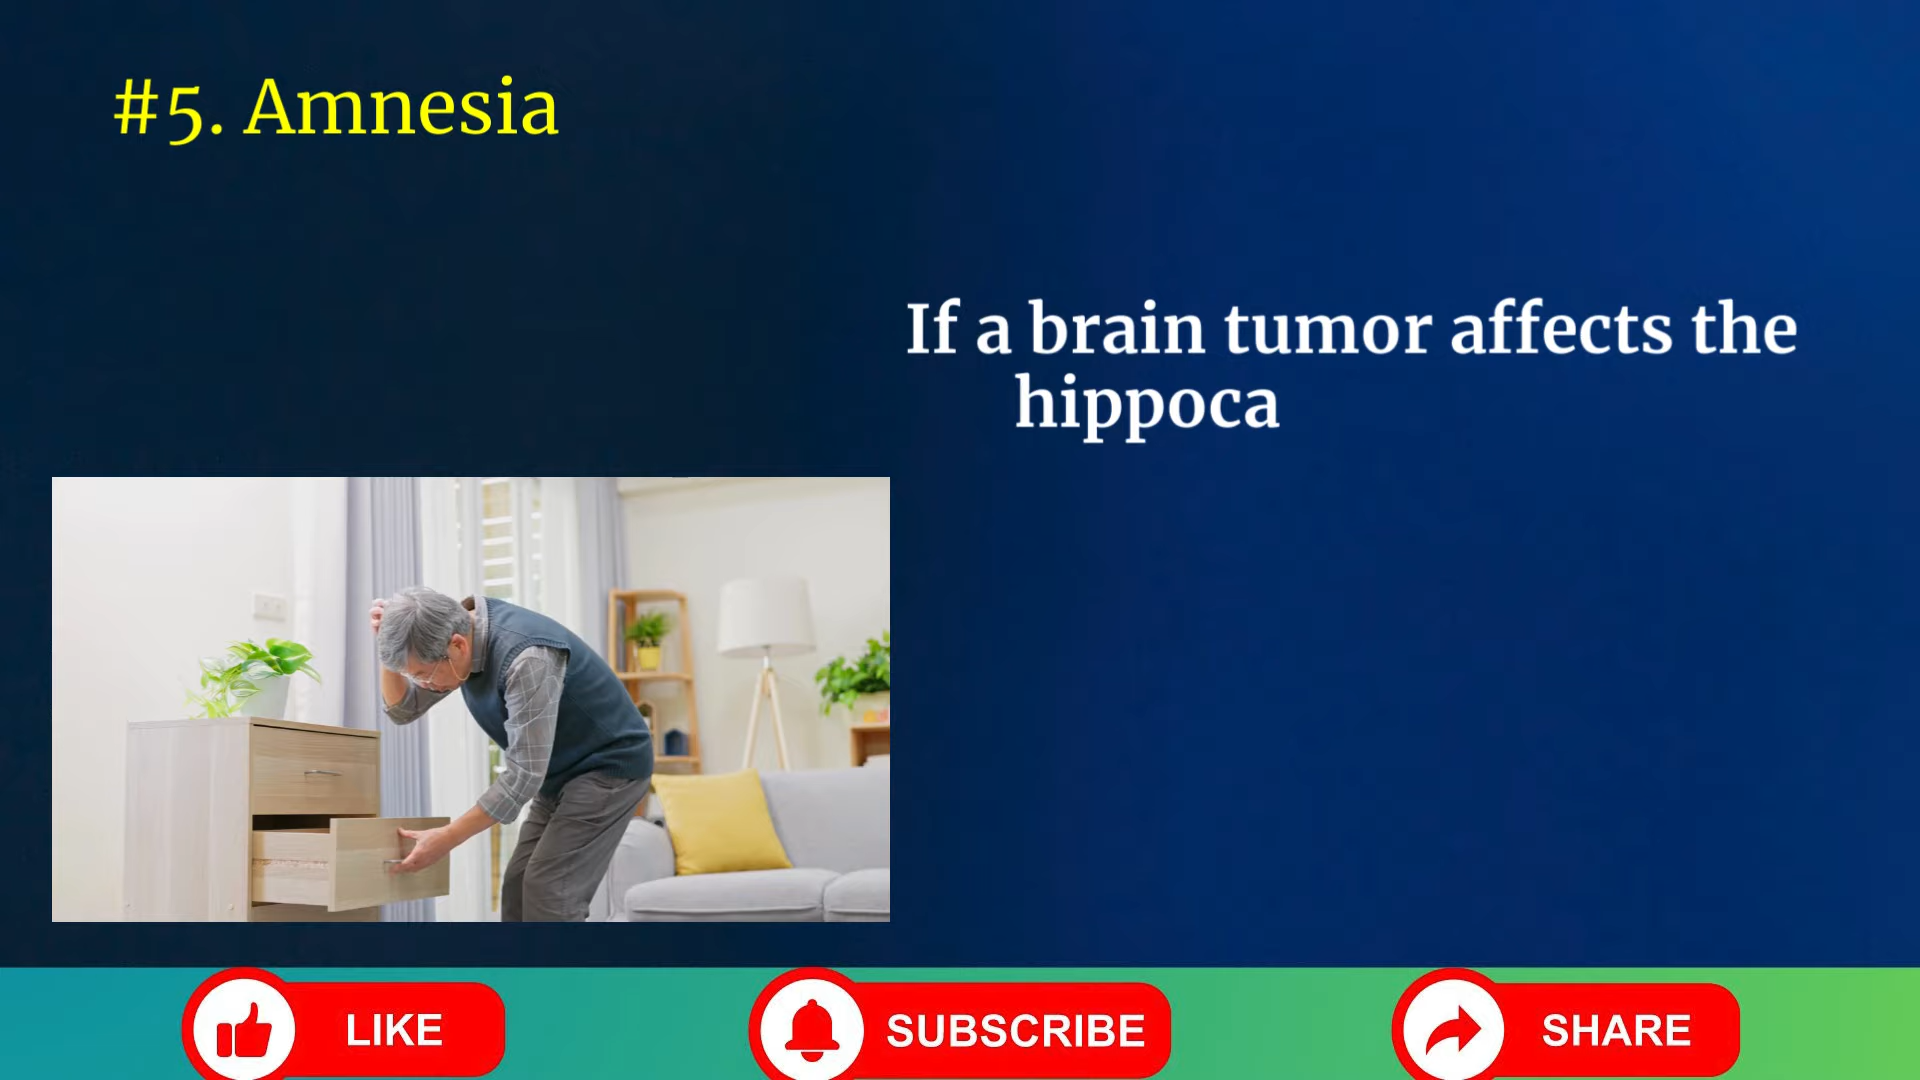 #5. Amnesia
If a brain tumor affects the
hippoca
LIKE
SUBSCRIBE
SHARE